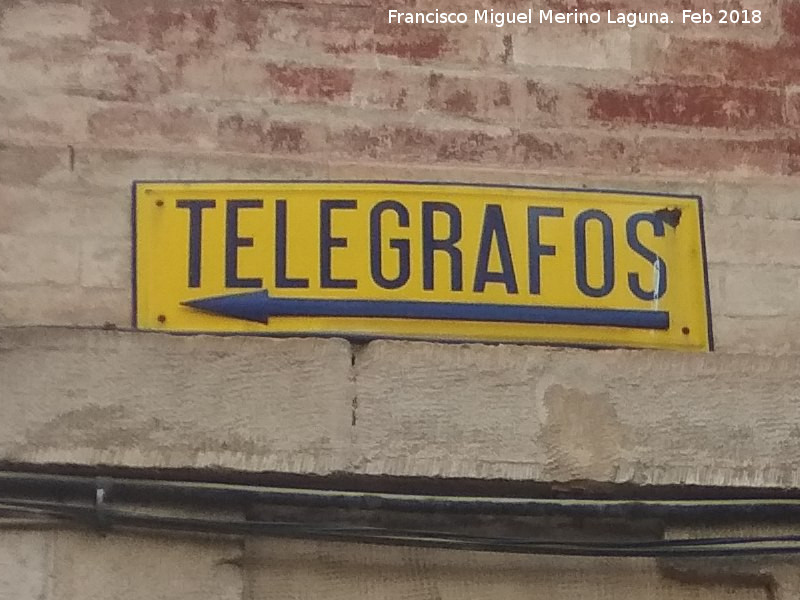 Francisco Miguel Merino Laguna. Feb 2018
TELEGRAFOS